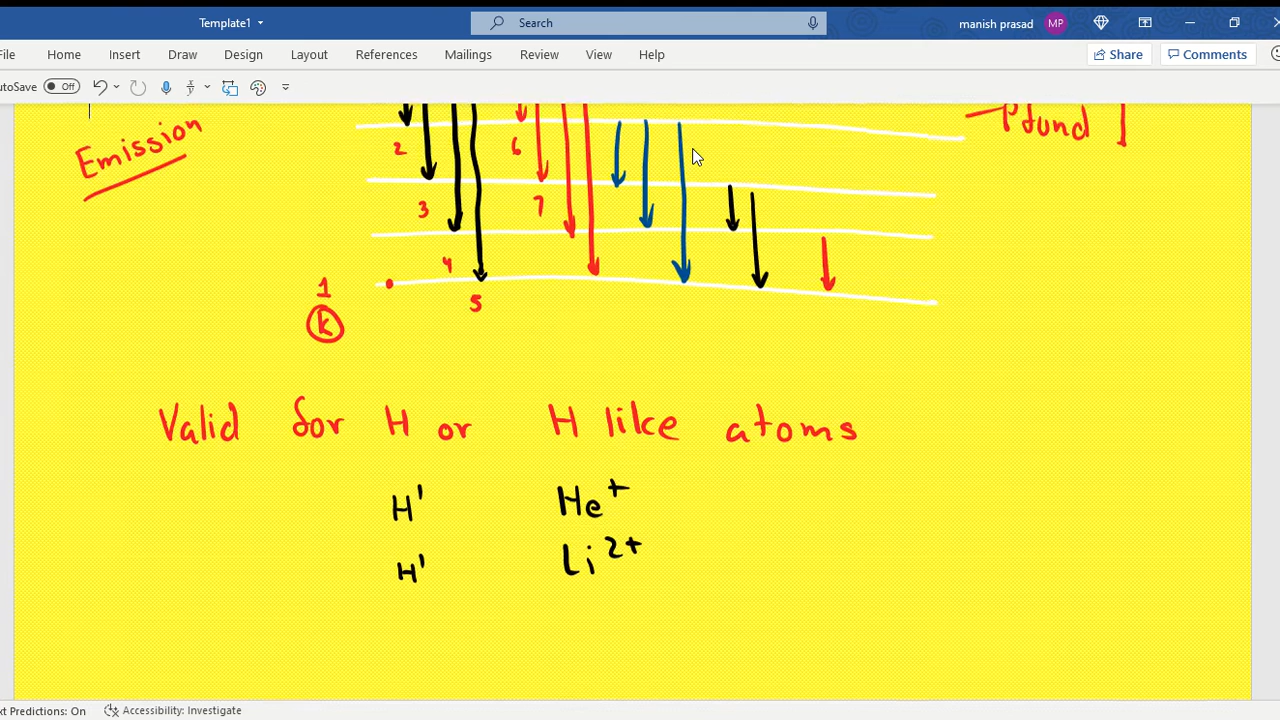 Template1
Search
manish prasad MP
File Home Insert Draw Design Layout References Mailings Review View Help Share Comments
AutoSave Off
Emission
Pfund
2 6
3 7
4
1 5
K
Valid for H or H like atoms
H' He+
H' Li2+
Text Predictions: On Accessibility: Investigate